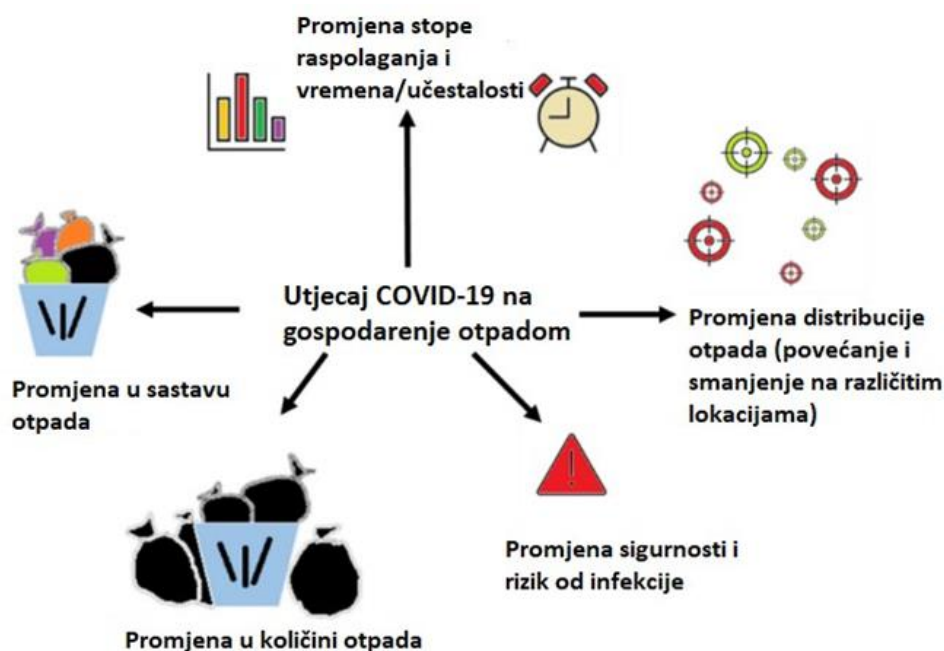 Promjena stope
raspolaganja i
vremena/učestalosti
Utjecaj COVID-19 na
gospodarenje otpadom
Promjena distribucije
otpada (povećanje i
smanjenje na različitim
lokacijama)
Promjena u sastavu
otpada
Promjena sigurnosti i
rizik od infekcije
Promjena u količini otpada